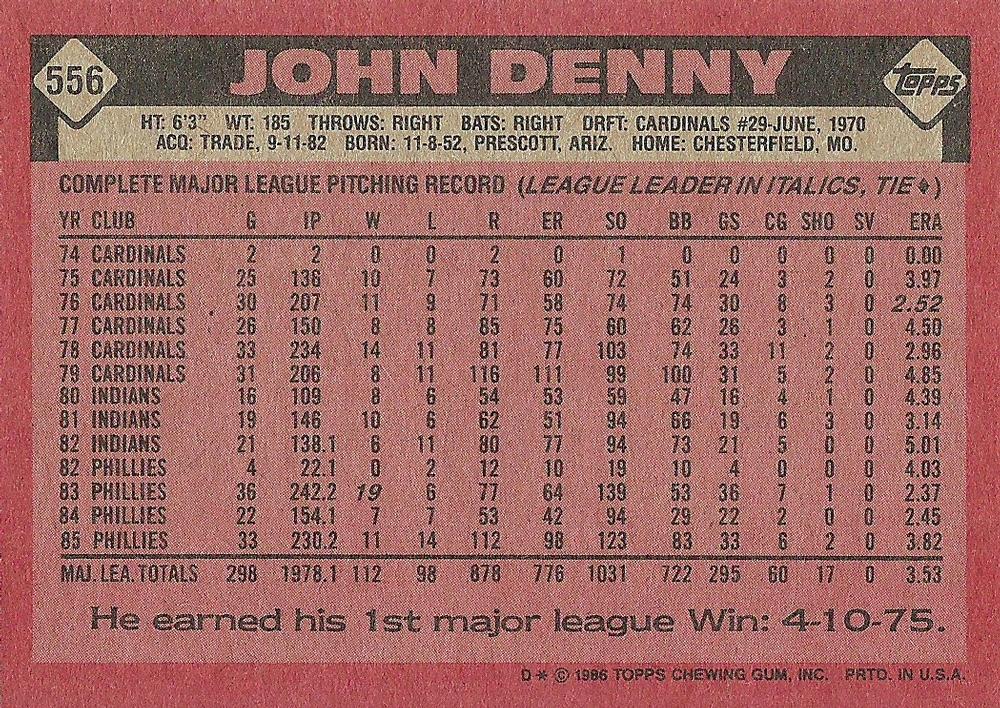 556 JOHN DENNY topps
HT: 6'3" WT: 185 THROWS: RIGHT BATS: RIGHT DRFT: CARDINALS #29-JUNE, 1970
ACQ: TRADE, 9-11-82 BORN: 11-8-52, PRESCOTT, ARIZ. HOME: CHESTERFIELD, MO.
COMPLETE MAJOR LEAGUE PITCHING RECORD (LEAGUE LEADER IN ITALICS, TIE♦)
YR CLUB G IP W L R ER SO BB GS CG SHO SV ERA
74 CARDINALS 2 2 0 0 2 0 1 0 0 0 0 0 0.00
75 CARDINALS 25 136 10 7 73 60 72 51 24 3 2 0 3.97
76 CARDINALS 30 207 11 9 71 58 74 74 30 8 3 0 2.52
77 CARDINALS 26 150 8 8 85 75 60 62 26 3 1 0 4.50
78 CARDINALS 33 234 14 11 81 77 103 74 33 11 2 0 2.96
79 CARDINALS 31 206 8 11 116 111 99 100 31 5 2 0 4.85
80 INDIANS 16 109 8 6 54 53 59 47 16 4 1 0 4.39
81 INDIANS 19 146 10 6 62 51 94 66 19 6 3 0 3.14
82 INDIANS 21 138.1 6 11 80 77 94 73 21 5 0 0 5.01
82 PHILLIES 4 22.1 0 2 12 10 19 10 4 0 0 0 4.03
83 PHILLIES 36 242.2 19 6 77 64 139 53 36 7 1 0 2.37
84 PHILLIES 22 154.1 7 7 53 42 94 29 22 2 0 0 2.45
85 PHILLIES 33 230.2 11 14 112 98 123 83 33 6 2 0 3.82
MAJ. LEA. TOTALS 298 1978.1 112 98 878 776 1031 722 295 60 17 0 3.53
He earned his 1st major league Win: 4-10-75.
D * © 1986 TOPPS CHEWING GUM, INC. PRTD. IN U.S.A.